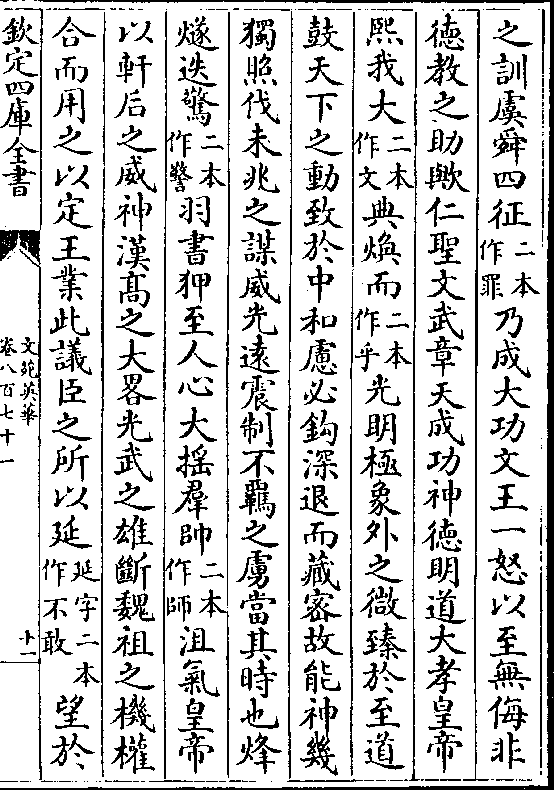 之訓虞舜四征二本作罪乃成大功文王一怒以至無侮非
徳教之助歟仁聖文武章天成功神徳明道大孝皇帝
熙我大二本作文典煥而二本作乎光明極象外之微臻於至道
鼓天下之動致於中和慮必鈎深退而藏密故能神幾
獨照伐未兆之謀威光遠震制不羈之虜當其時也烽
燧迭驚二本作警羽書狎至人心大揺羣帥二本作師沮氣皇帝
以軒后之威神漢髙之大畧光武之雄斷魏祖之機權
合而用之以定王業此議臣之所以延延字二本作不敢望於
欽定四庫全書
文苑英華
卷八百七十一
十一